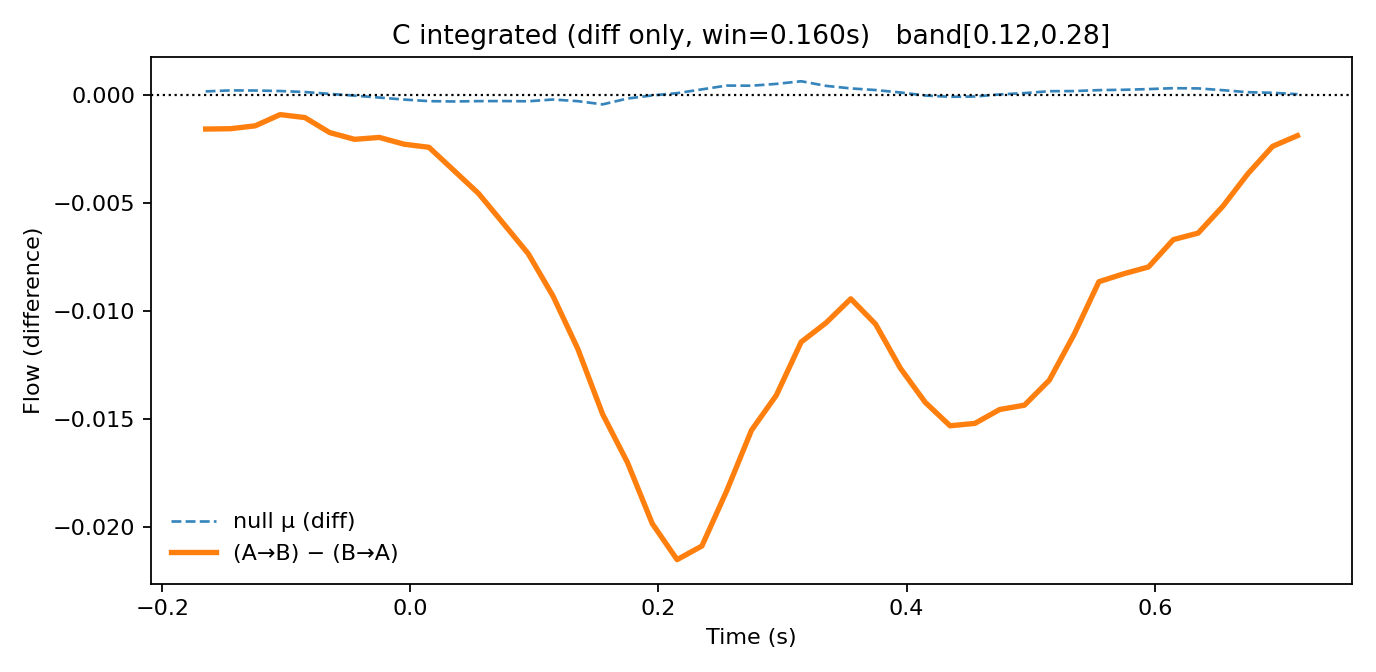 C integrated (diff only, win=0.160s)   band[0.12,0.28]
0.000
−0.005
−0.010
−0.015
−0.020
Flow (difference)
null μ (diff)
(A→B) − (B→A)
−0.2 0.0 0.2 0.4 0.6
Time (s)